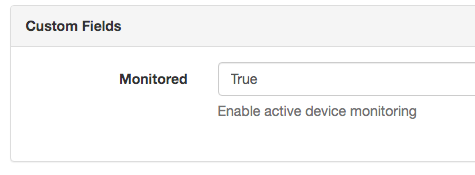 Custom Fields
Monitored
True
Enable active device monitoring